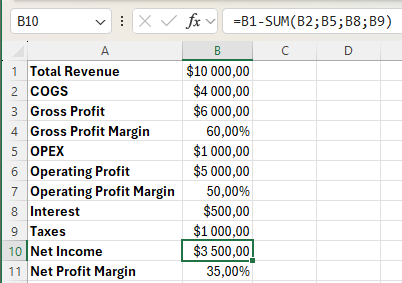 B10 fx =B1-SUM(B2;B5;B8;B9)
A B C D
1 Total Revenue $10 000,00
2 COGS $4 000,00
3 Gross Profit $6 000,00
4 Gross Profit Margin 60,00%
5 OPEX $1 000,00
6 Operating Profit $5 000,00
7 Operating Profit Margin 50,00%
8 Interest $500,00
9 Taxes $1 000,00
10 Net Income $3 500,00
11 Net Profit Margin 35,00%